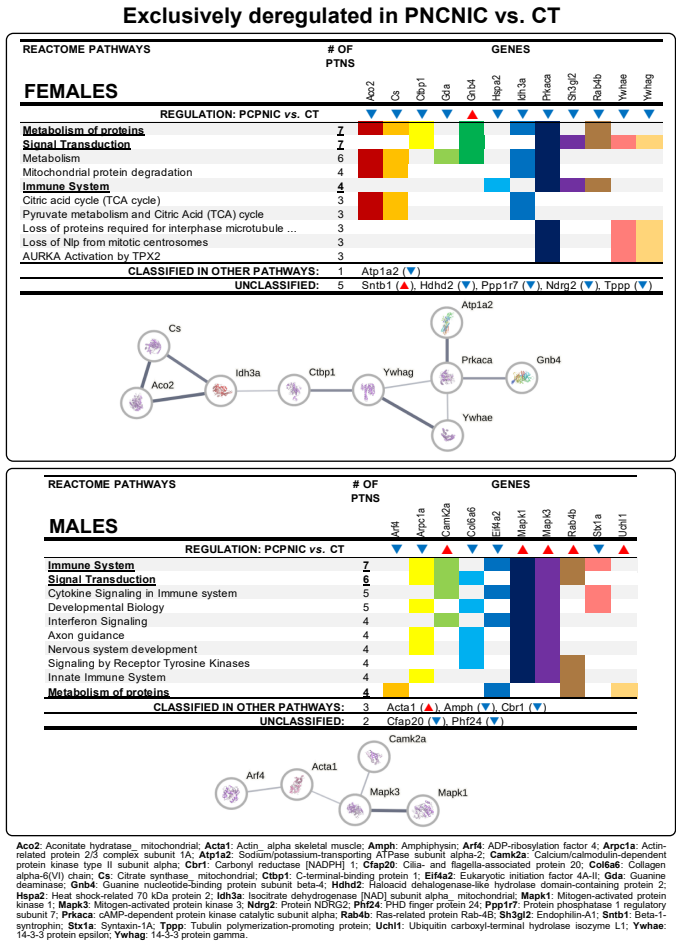 Exclusively deregulated in PNCNIC vs. CT
REACTOME PATHWAYS # OF PTNS GENES
FEMALES Aco2 Cs Ctbp1 Gda Gnb4 Hspa2 Idh3a Prkaca Sh3gl2 Rab4b Ywhae Ywhag
REGULATION: PCPNIC vs. CT ▼ ▼ ▼ ▼ ▲ ▼ ▼ ▼ ▼ ▼ ▼ ▼
Metabolism of proteins 7
Signal Transduction 7
Metabolism 6
Mitochondrial protein degradation 4
Immune System 4
Citric acid cycle (TCA cycle) 3
Pyruvate metabolism and Citric Acid (TCA) cycle 3
Loss of proteins required for interphase microtubule ... 3
Loss of Nlp from mitotic centrosomes 3
AURKA Activation by TPX2 3
CLASSIFIED IN OTHER PATHWAYS: 1 Atp1a2 (▼)
UNCLASSIFIED: 5 Sntb1 (▲), Hdhd2 (▼), Ppp1r7 (▼), Ndrg2 (▼), Tppp (▼)
Atp1a2
Cs
Idh3a
Ctbp1
Ywhag
Prkaca
Gnb4
Aco2
Ywhae
REACTOME PATHWAYS # OF PTNS GENES
MALES Arf4 Arpc1a Camk2a Col6a6 Eif4a2 Mapk1 Mapk3 Rab4b Stx1a Uchl1
REGULATION: PCPNIC vs. CT ▼ ▼ ▲ ▼ ▼ ▲ ▲ ▲ ▼ ▲
Immune System 7
Signal Transduction 6
Cytokine Signaling in Immune system 5
Developmental Biology 5
Interferon Signaling 4
Axon guidance 4
Nervous system development 4
Signaling by Receptor Tyrosine Kinases 4
Innate Immune System 4
Metabolism of proteins 4
CLASSIFIED IN OTHER PATHWAYS: 3 Acta1 (▲), Amph (▼), Cbr1 (▼)
UNCLASSIFIED: 2 Cfap20 (▼), Phf24 (▼)
Camk2a
Acta1
Arf4
Mapk3
Mapk1
Aco2: Aconitate hydratase_ mitochondrial; Acta1: Actin_ alpha skeletal muscle; Amph: Amphiphysin; Arf4: ADP-ribosylation factor 4; Arpc1a: Actin-
related protein 2/3 complex subunit 1A; Atp1a2: Sodium/potassium-transporting ATPase subunit alpha-2; Camk2a: Calcium/calmodulin-dependent
protein kinase type II subunit alpha; Cbr1: Carbonyl reductase [NADPH] 1; Cfap20: Cilia- and flagella-associated protein 20; Col6a6: Collagen
alpha-6(VI) chain; Cs: Citrate synthase_ mitochondrial; Ctbp1: C-terminal-binding protein 1; Eif4a2: Eukaryotic initiation factor 4A-II; Gda: Guanine
deaminase; Gnb4: Guanine nucleotide-binding protein subunit beta-4; Hdhd2: Haloacid dehalogenase-like hydrolase domain-containing protein 2;
Hspa2: Heat shock-related 70 kDa protein 2; Idh3a: Isocitrate dehydrogenase [NAD] subunit alpha_ mitochondrial; Mapk1: Mitogen-activated protein
kinase 1; Mapk3: Mitogen-activated protein kinase 3; Ndrg2: Protein NDRG2; Phf24: PHD finger protein 24; Ppp1r7: Protein phosphatase 1 regulatory
subunit 7; Prkaca: cAMP-dependent protein kinase catalytic subunit alpha; Rab4b: Ras-related protein Rab-4B; Sh3gl2: Endophilin-A1; Sntb1: Beta-1-
syntrophin; Stx1a: Syntaxin-1A; Tppp: Tubulin polymerization-promoting protein; Uchl1: Ubiquitin carboxyl-terminal hydrolase isozyme L1; Ywhae:
14-3-3 protein epsilon; Ywhag: 14-3-3 protein gamma.